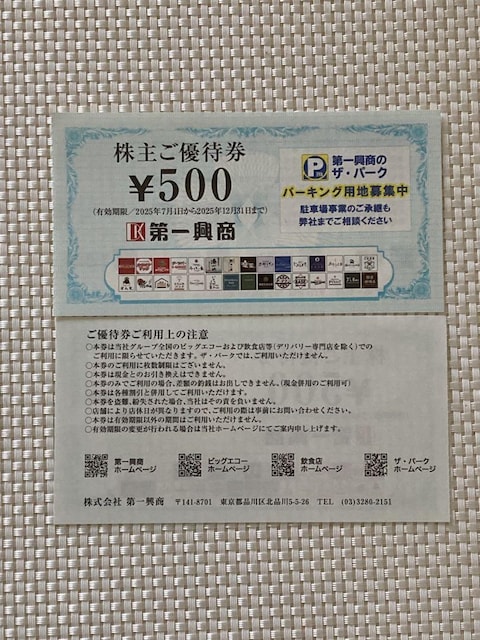 株主ご優待券
¥500
(有効期限／2025年7月1日から2025年12月31日まで)
第一興商
P 第一興商の
ザ・パーク
パーキング用地募集中
駐車場事業のご承継も
弊社までご相談ください
ご優待券ご利用上の注意
○本券は当社グループ全国のビッグエコーおよび飲食店等(デリバリー専門店を除く)での
ご利用に限らせていただきます。ザ・パークでは、ご利用いただけません。
○本券のご利用に枚数制限はございません。
○本券は現金とのお引き換えはできません。
○本券のみでご利用の場合、差額の釣銭はお出しできません。(現金併用のご利用可)
○本券は各種割引と併用してご利用いただけます。
○本券を盗難、紛失された場合、当社はその責を負いません。
○店舗により店休日が異なりますので、ご利用の際は事前にお問い合わせください。
○本券は有効期限以外の期間はご利用いただけません。
○有効期限の変更が行われる場合は当社ホームページにてご案内申し上げます。
第一興商
ホームページ
ビッグエコー
ホームページ
飲食店
ホームページ
ザ・パーク
ホームページ
株式会社 第一興商 〒141-8701 東京都品川区北品川5-5-26 TEL (03)3280-2151